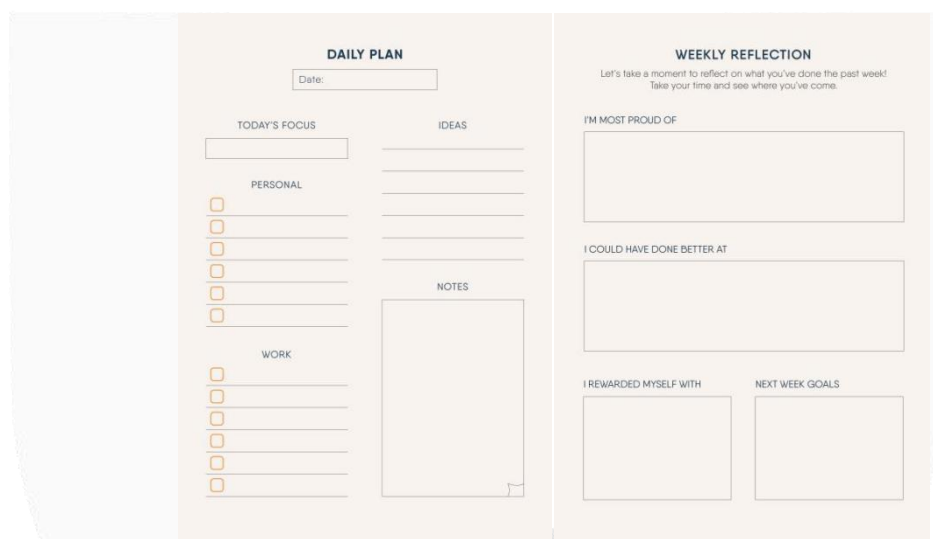 DAILY PLAN
Date:
TODAY'S FOCUS
PERSONAL
WORK
IDEAS
NOTES
WEEKLY REFLECTION
Let's take a moment to reflect on what you've done the past week!
Take your time and see where you've come.
I'M MOST PROUD OF
I COULD HAVE DONE BETTER AT
I REWARDED MYSELF WITH
NEXT WEEK GOALS